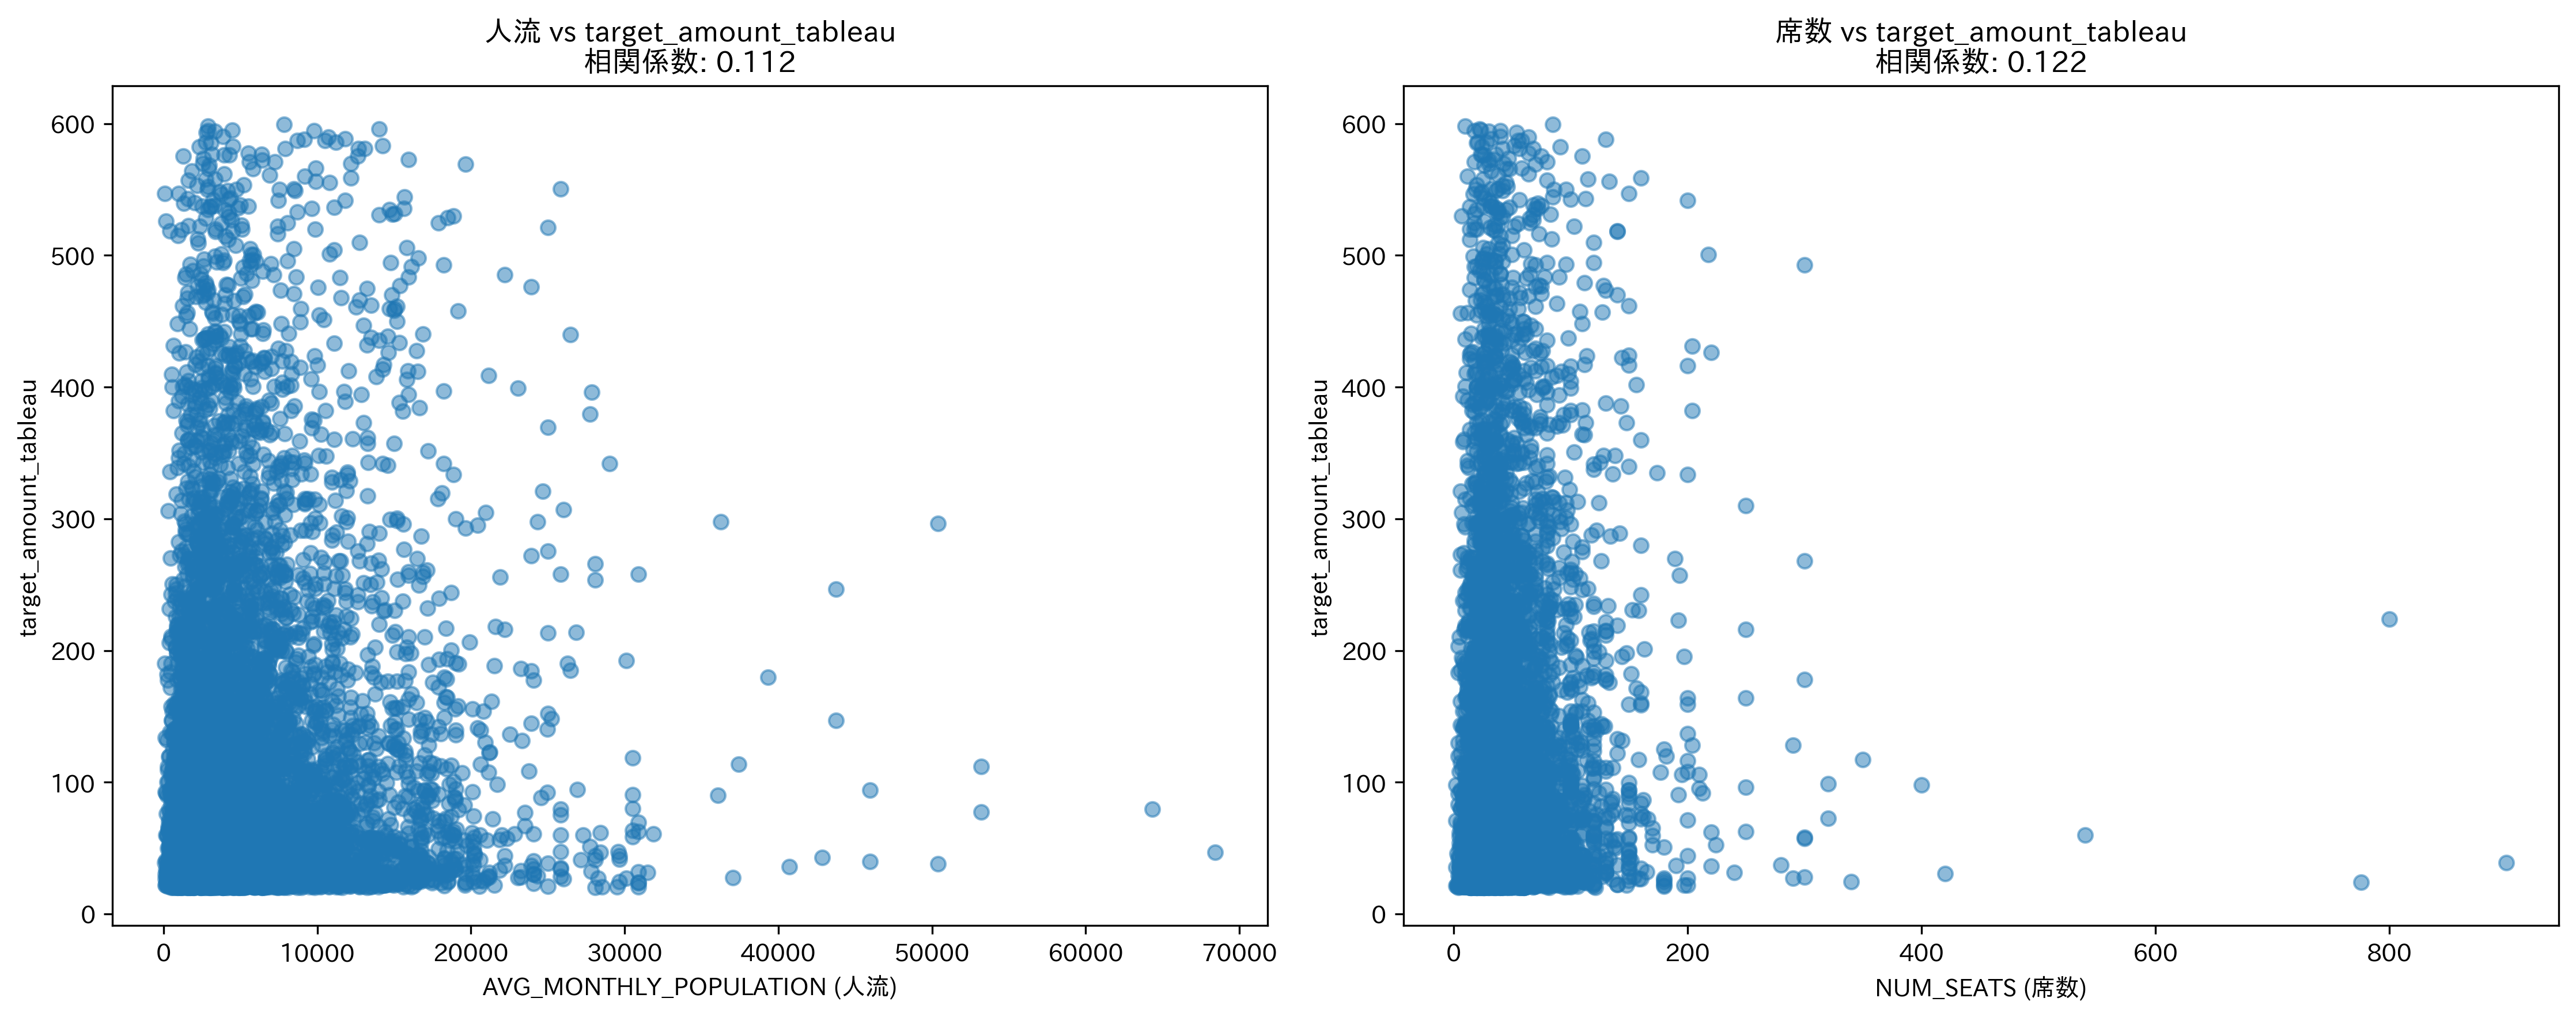 人流 vs target_amount_tableau
相関係数: 0.112
target_amount_tableau
600
500
400
300
200
100
0
0 10000 20000 30000 40000 50000 60000 70000
AVG_MONTHLY_POPULATION (人流)
席数 vs target_amount_tableau
相関係数: 0.122
target_amount_tableau
600
500
400
300
200
100
0
0 200 400 600 800
NUM_SEATS (席数)